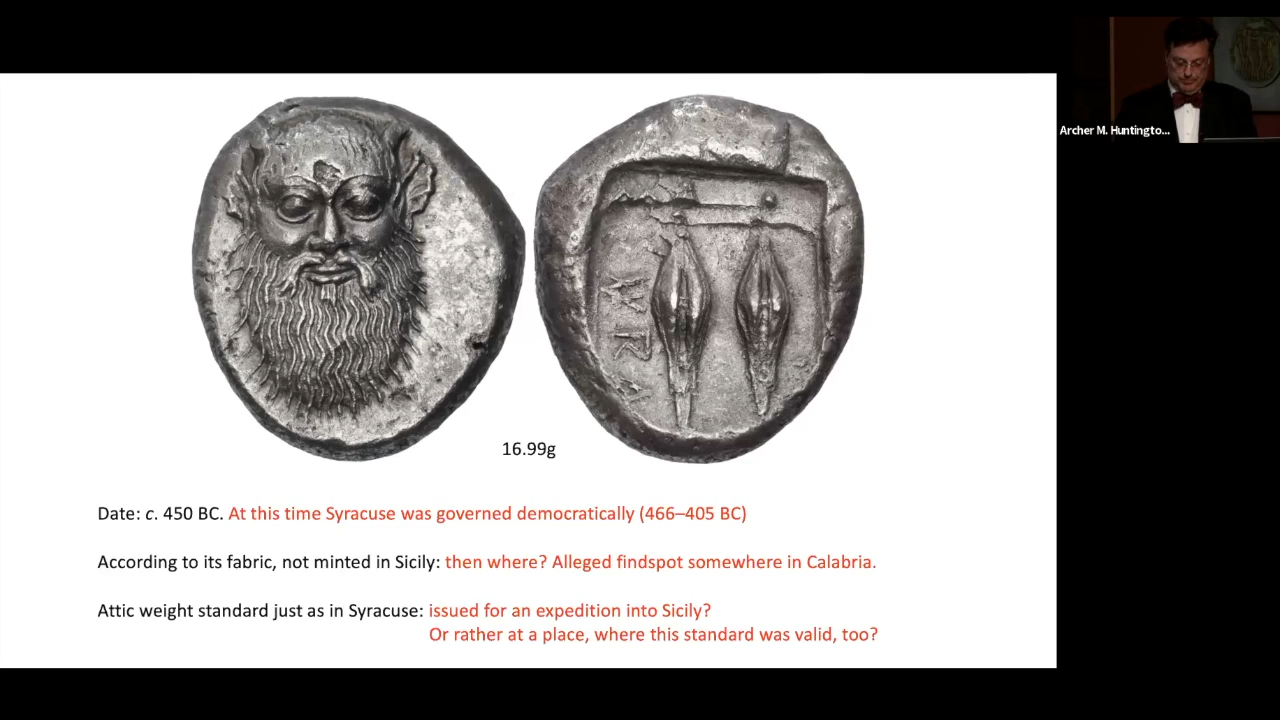 16.99g
Date: c. 450 BC. At this time Syracuse was governed democratically (466–405 BC)
According to its fabric, not minted in Sicily: then where? Alleged findspot somewhere in Calabria.
Attic weight standard just as in Syracuse: issued for an expedition into Sicily?
Or rather at a place, where this standard was valid, too?
Archer M. Huntingto...